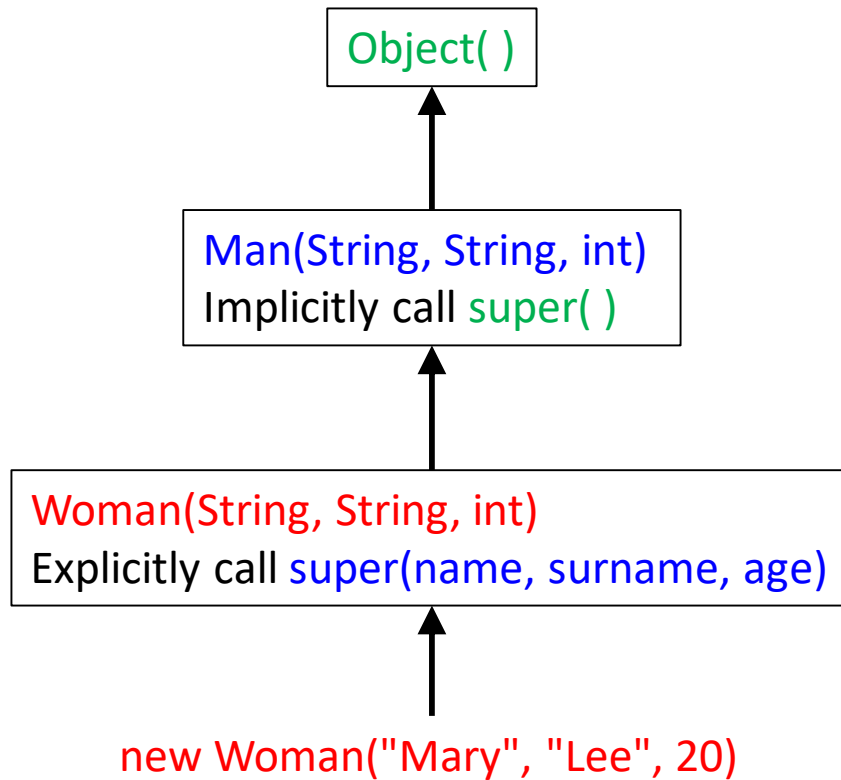 Object( )
Man(String, String, int)
Implicitly call super( )
Woman(String, String, int)
Explicitly call super(name, surname, age)
new Woman("Mary", "Lee", 20)